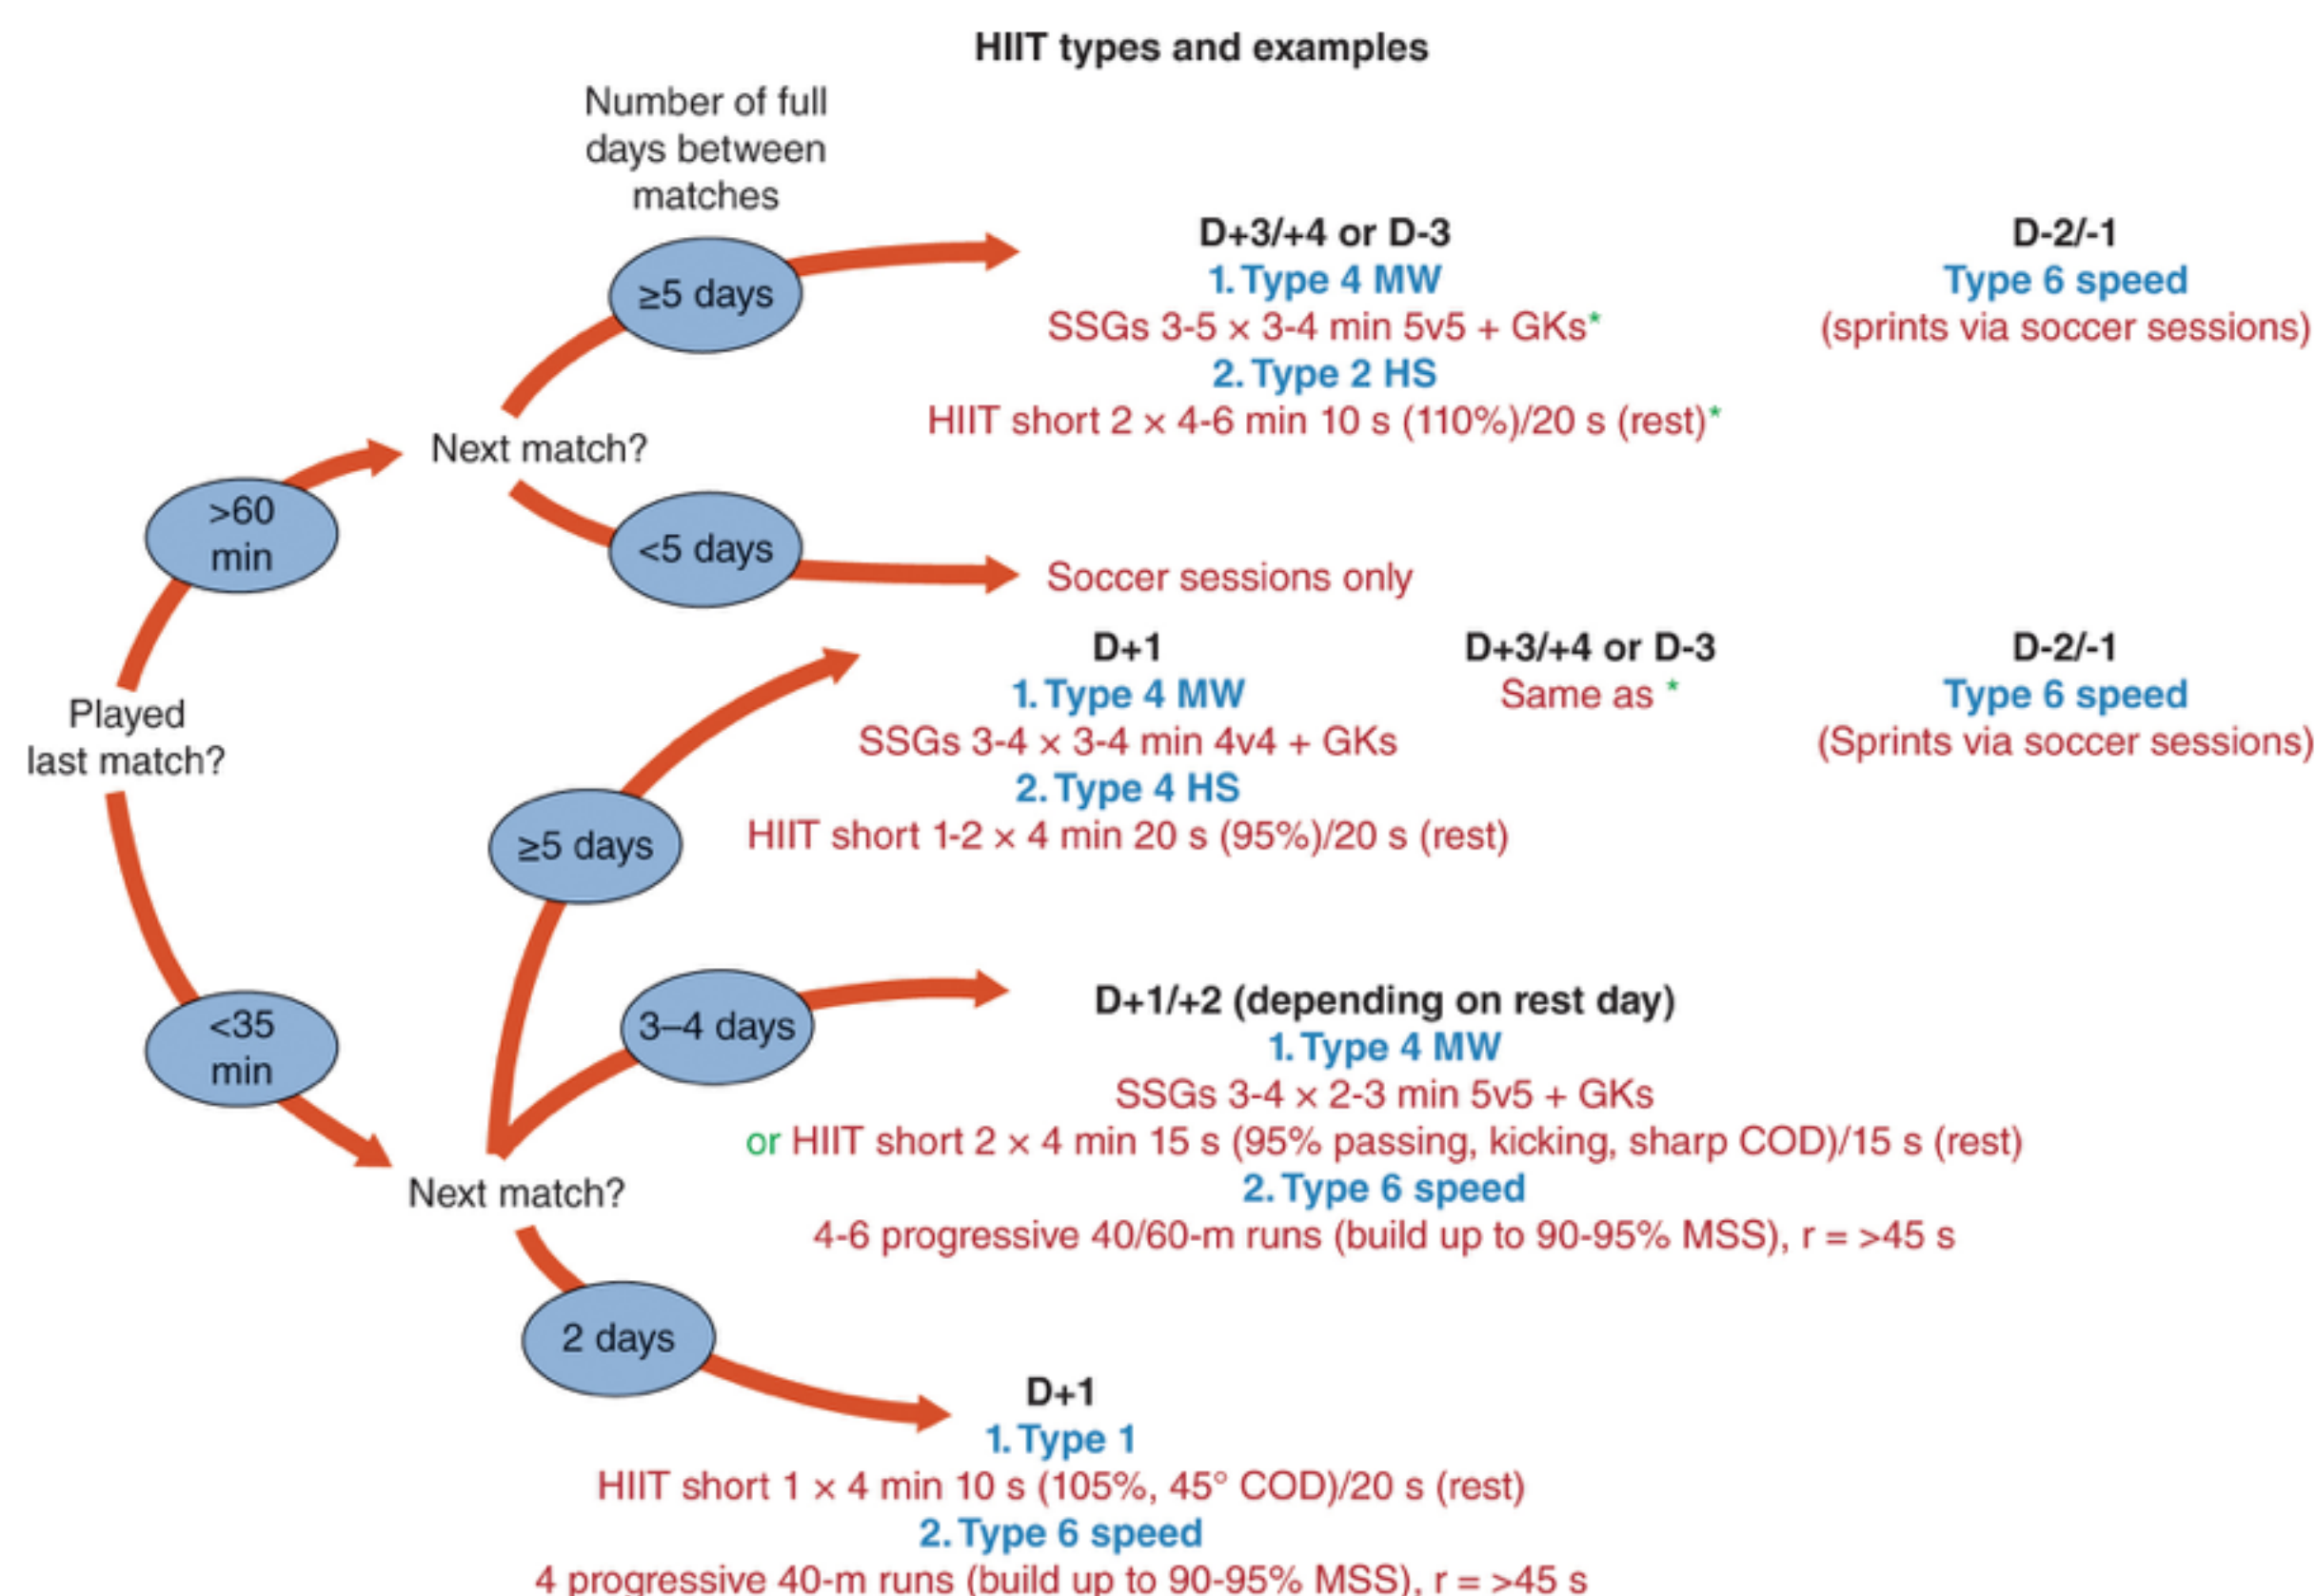 HIIT types and examples
Number of full
days between
matches
≥5 days
D+3/+4 or D-3
1. Type 4 MW
SSGs 3-5 × 3-4 min 5v5 + GKs*
2. Type 2 HS
HIIT short 2 × 4-6 min 10 s (110%)/20 s (rest)*
D-2/-1
Type 6 speed
(sprints via soccer sessions)
Next match?
>60
min
<5 days
Soccer sessions only
Played
last match?
D+1
1. Type 4 MW
SSGs 3-4 × 3-4 min 4v4 + GKs
2. Type 4 HS
HIIT short 1-2 × 4 min 20 s (95%)/20 s (rest)
D+3/+4 or D-3
Same as *
D-2/-1
Type 6 speed
(Sprints via soccer sessions)
≥5 days
<35
min
3–4 days
D+1/+2 (depending on rest day)
1. Type 4 MW
SSGs 3-4 × 2-3 min 5v5 + GKs
or HIIT short 2 × 4 min 15 s (95% passing, kicking, sharp COD)/15 s (rest)
2. Type 6 speed
4-6 progressive 40/60-m runs (build up to 90-95% MSS), r = >45 s
Next match?
2 days
D+1
1. Type 1
HIIT short 1 × 4 min 10 s (105%, 45° COD)/20 s (rest)
2. Type 6 speed
4 progressive 40-m runs (build up to 90-95% MSS), r = >45 s